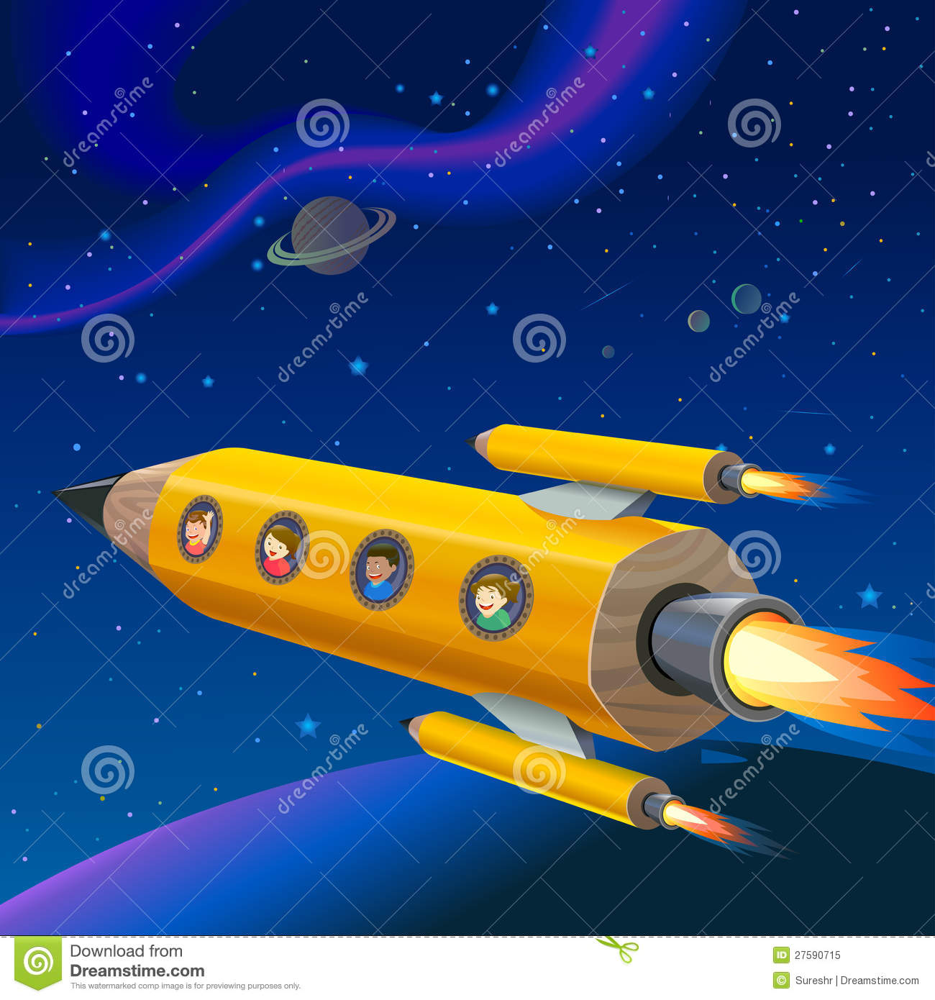 dreamstime
dreamstime
dreamstime
dreamstime
dreamstime
dreamstime
dreamstime
dreamstime
Download from
Dreamstime.com
This watermarked comp image is for previewing purposes only.
ID 27590715
© Sureshr | Dreamstime.com